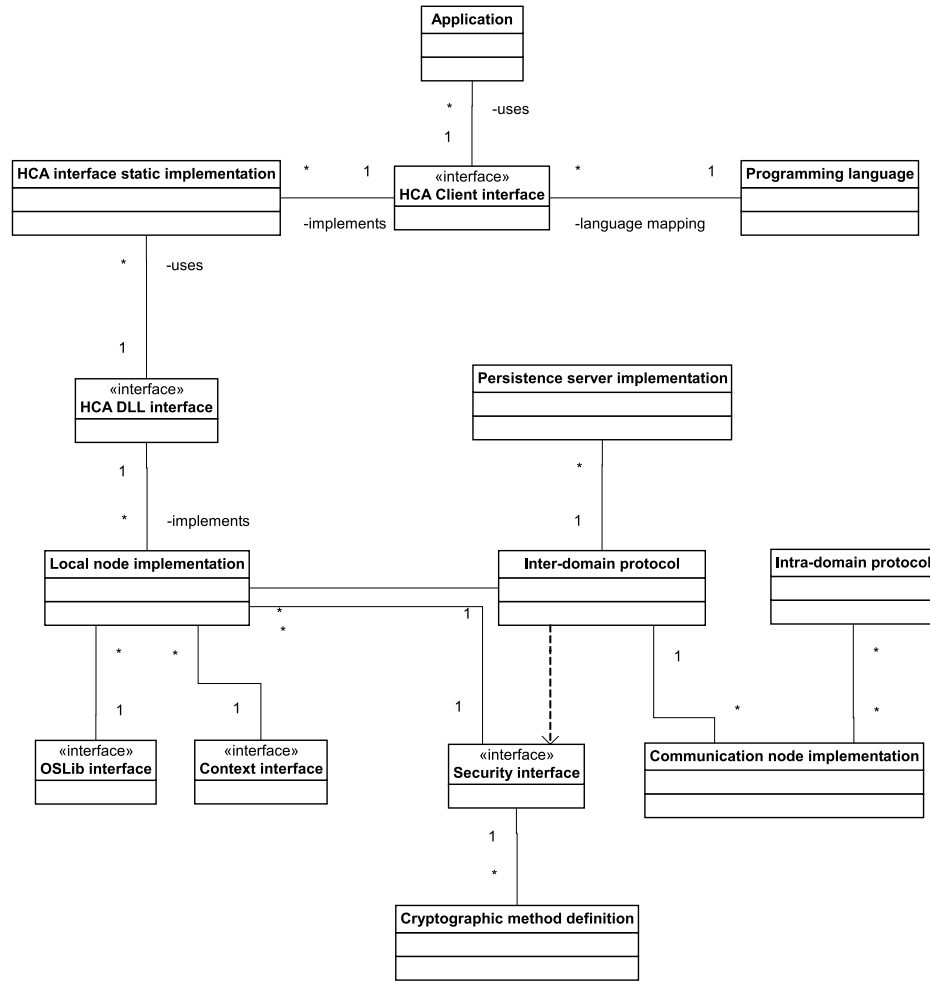 Application
*
-uses
1
HCA interface static implementation
*
1
«interface»
HCA Client interface
*
1
Programming language
-implements
-language mapping
*
-uses
1
«interface»
HCA DLL interface
Persistence server implementation
1
*
*
-implements
1
Local node implementation
Inter-domain protocol
Intra-domain protocol
*
1
*
*
*
1
*
1
1
1
*
*
«interface»
OSLib interface
«interface»
Context interface
«interface»
Security interface
Communication node implementation
1
*
Cryptographic method definition